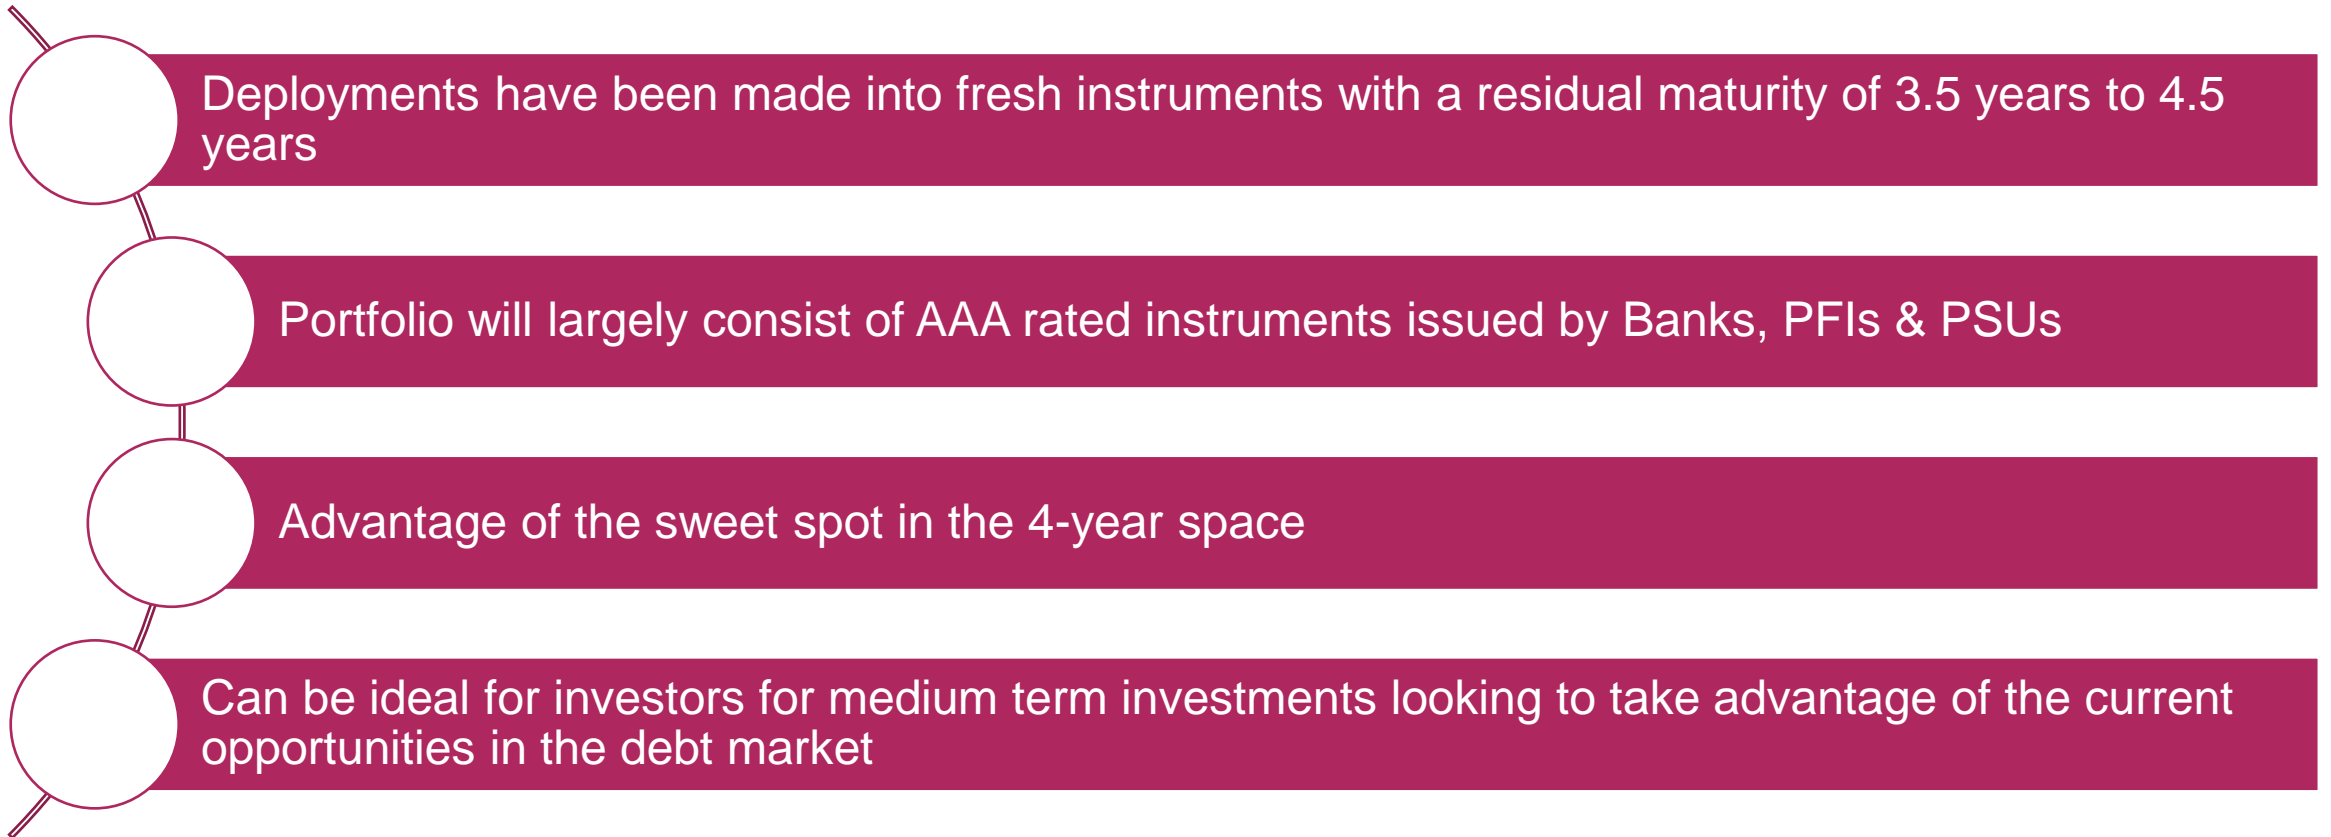 Deployments have been made into fresh instruments with a residual maturity of 3.5 years to 4.5
years
Portfolio will largely consist of AAA rated instruments issued by Banks, PFIs & PSUs
Advantage of the sweet spot in the 4-year space
Can be ideal for investors for medium term investments looking to take advantage of the current
opportunities in the debt market